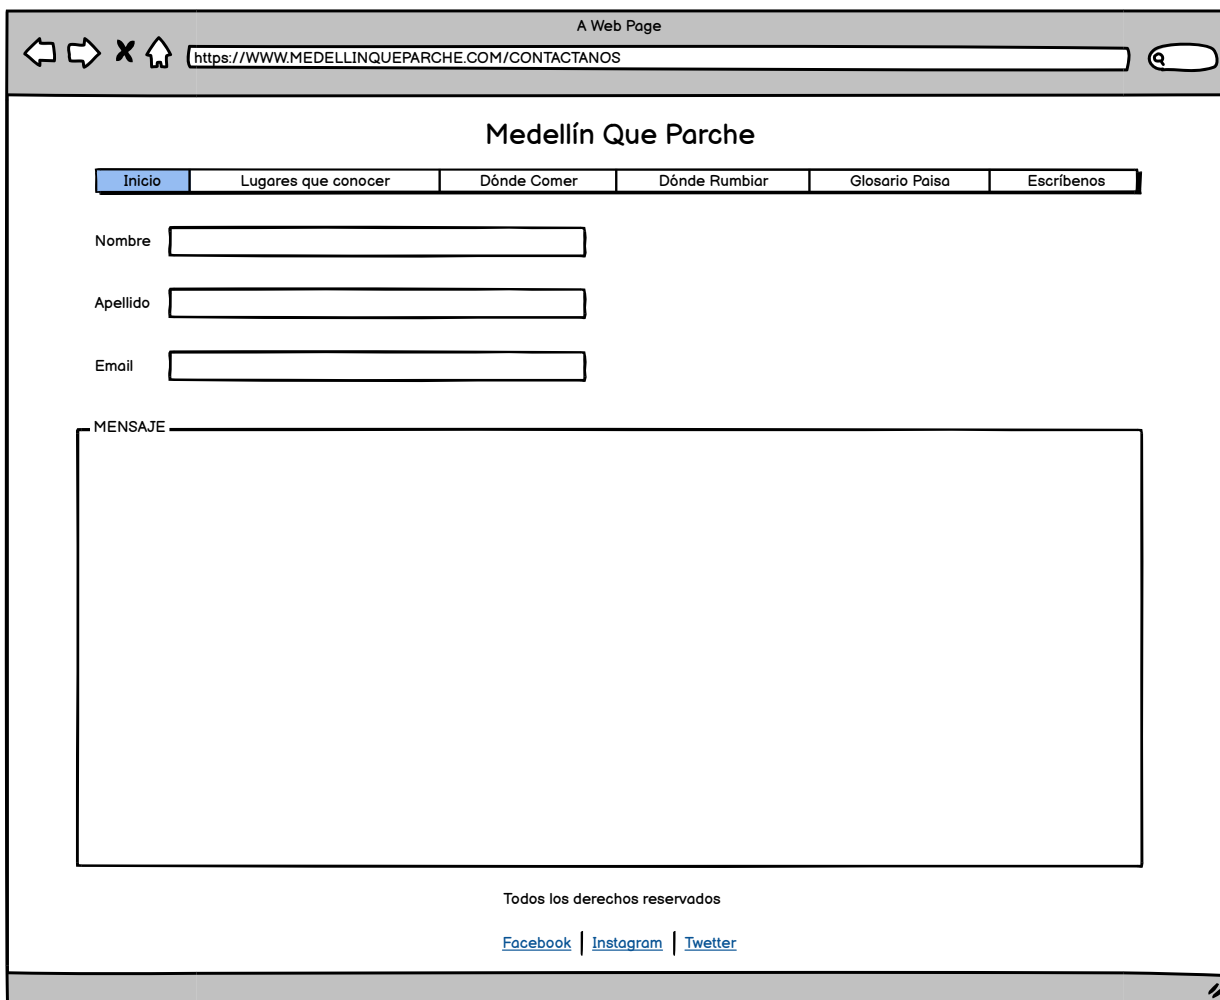 A Web Page
https://WWW.MEDELLINQUEPARCHE.COM/CONTACTANOS
Medellín Que Parche
Inicio Lugares que conocer Dónde Comer Dónde Rumbiar Glosario Paisa Escríbenos
Nombre
Apellido
Email
MENSAJE
Todos los derechos reservados
Facebook Instagram Twetter